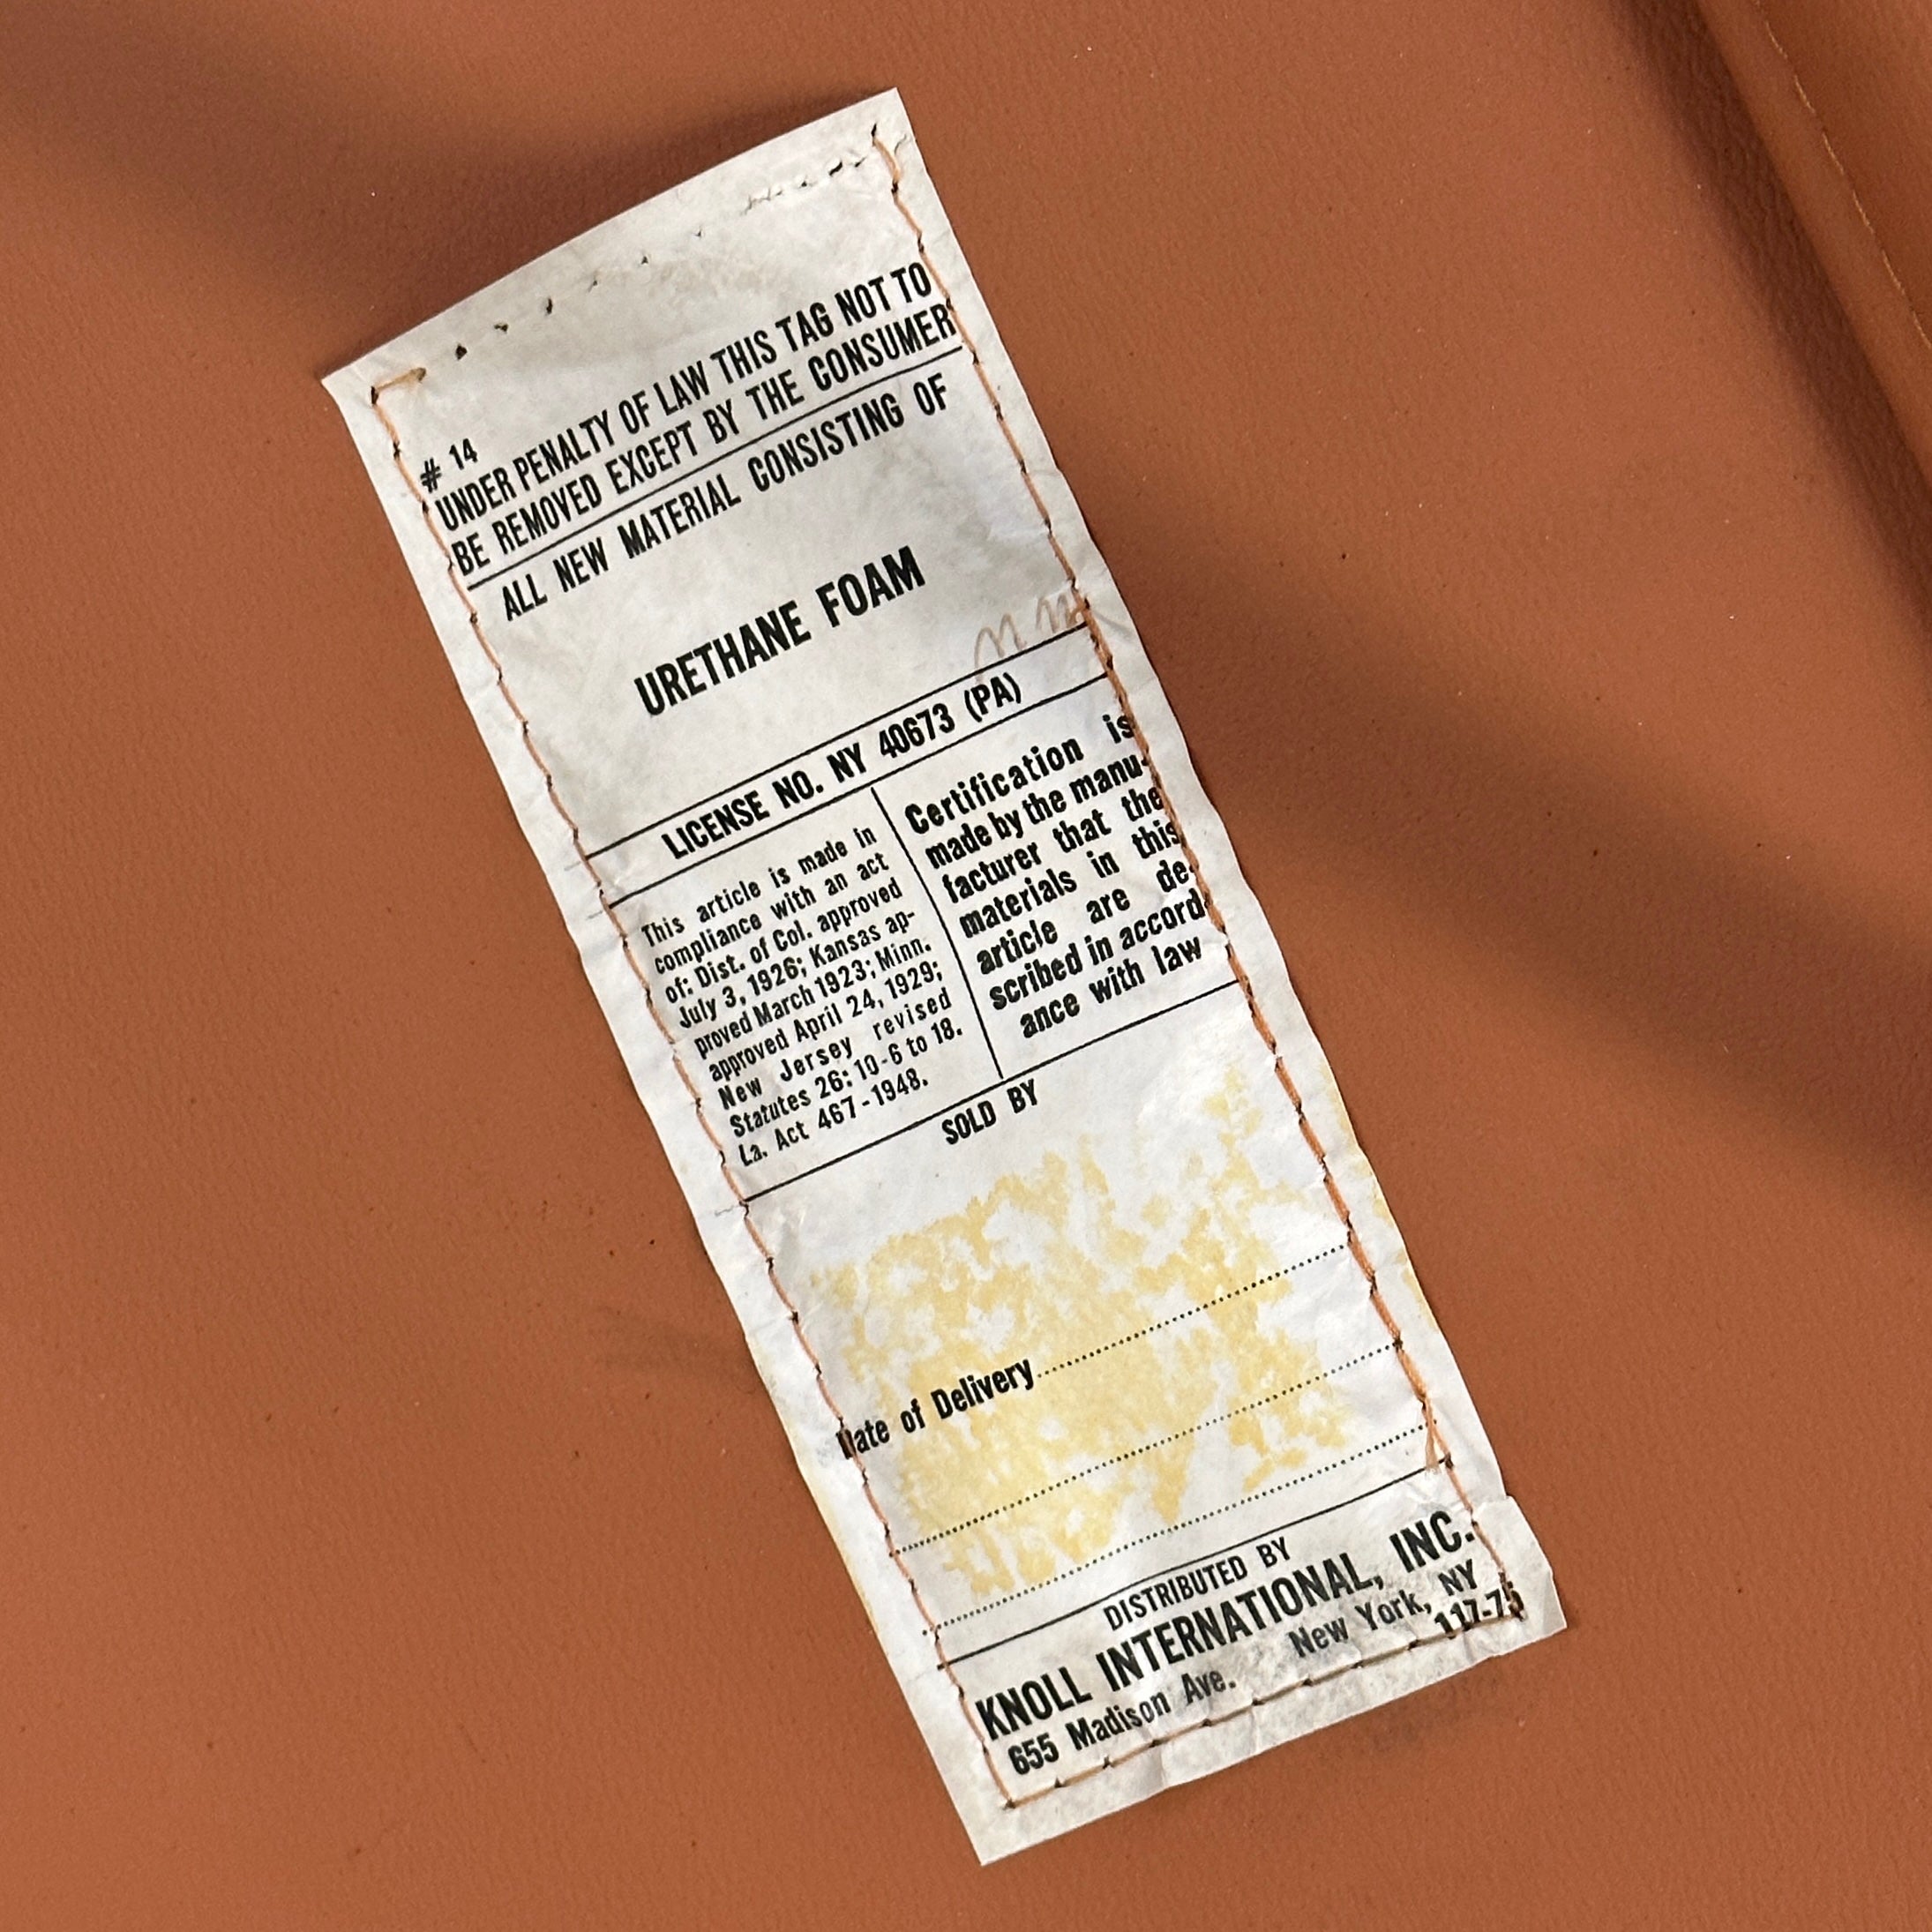 # 14
UNDER PENALTY OF LAW THIS TAG NOT TO
BE REMOVED EXCEPT BY THE CONSUMER
ALL NEW MATERIAL CONSISTING OF
URETHANE FOAM
LICENSE NO. NY 40673 (PA)
This article is made in
compliance with an act
of: Dist. of Col. approved
July 3, 1926; Kansas ap-
proved March 1923; Minn.
approved April 24, 1929;
New Jersey revised
Statutes 26: 10-6 to 18.
La. Act 467-1948.
Certification is
made by the manu-
facturer that the
materials in this
article are de-
scribed in accord-
ance with law
SOLD BY
Date of Delivery
DISTRIBUTED BY
KNOLL INTERNATIONAL, INC.
655 Madison Ave. New York, NY